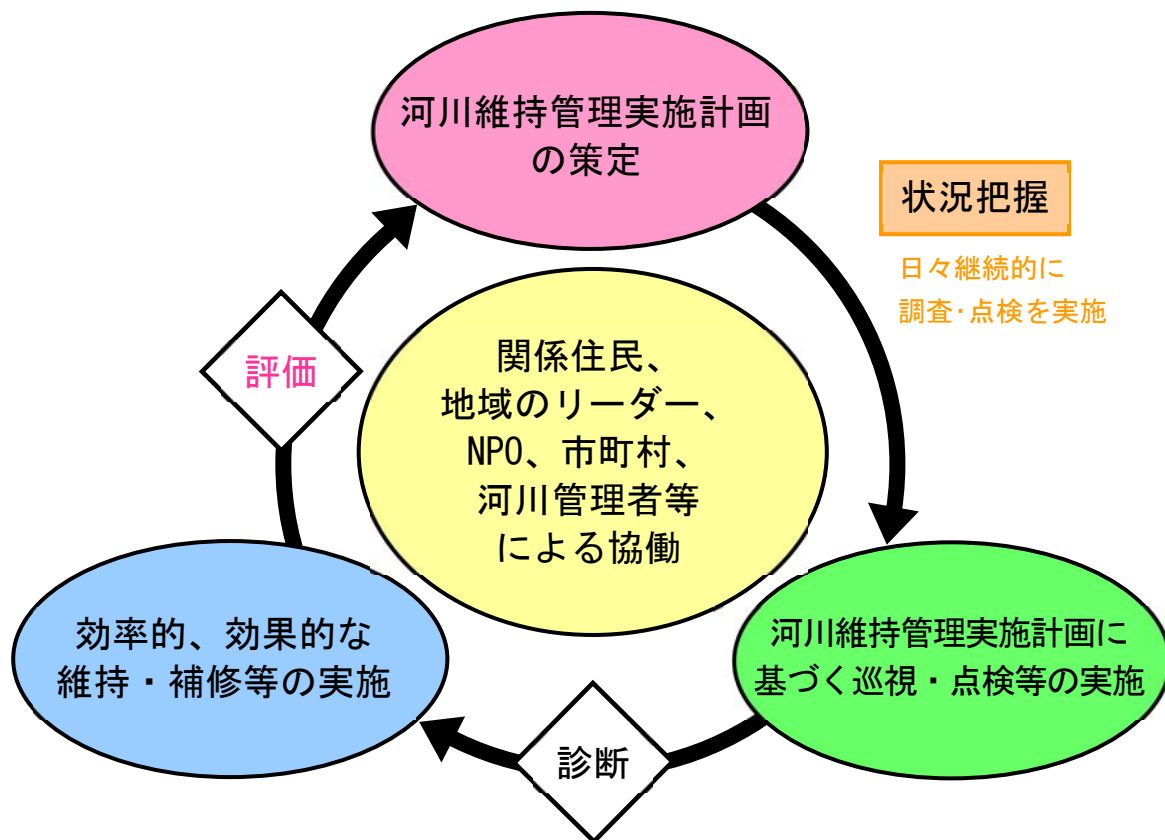 河川維持管理実施計画
の策定
状況把握
日々継続的に
調査・点検を実施
評価
関係住民、
地域のリーダー、
NPO、市町村、
河川管理者等
による協働
効率的、効果的な
維持・補修等の実施
河川維持管理実施計画に
基づく巡視・点検等の実施
診断